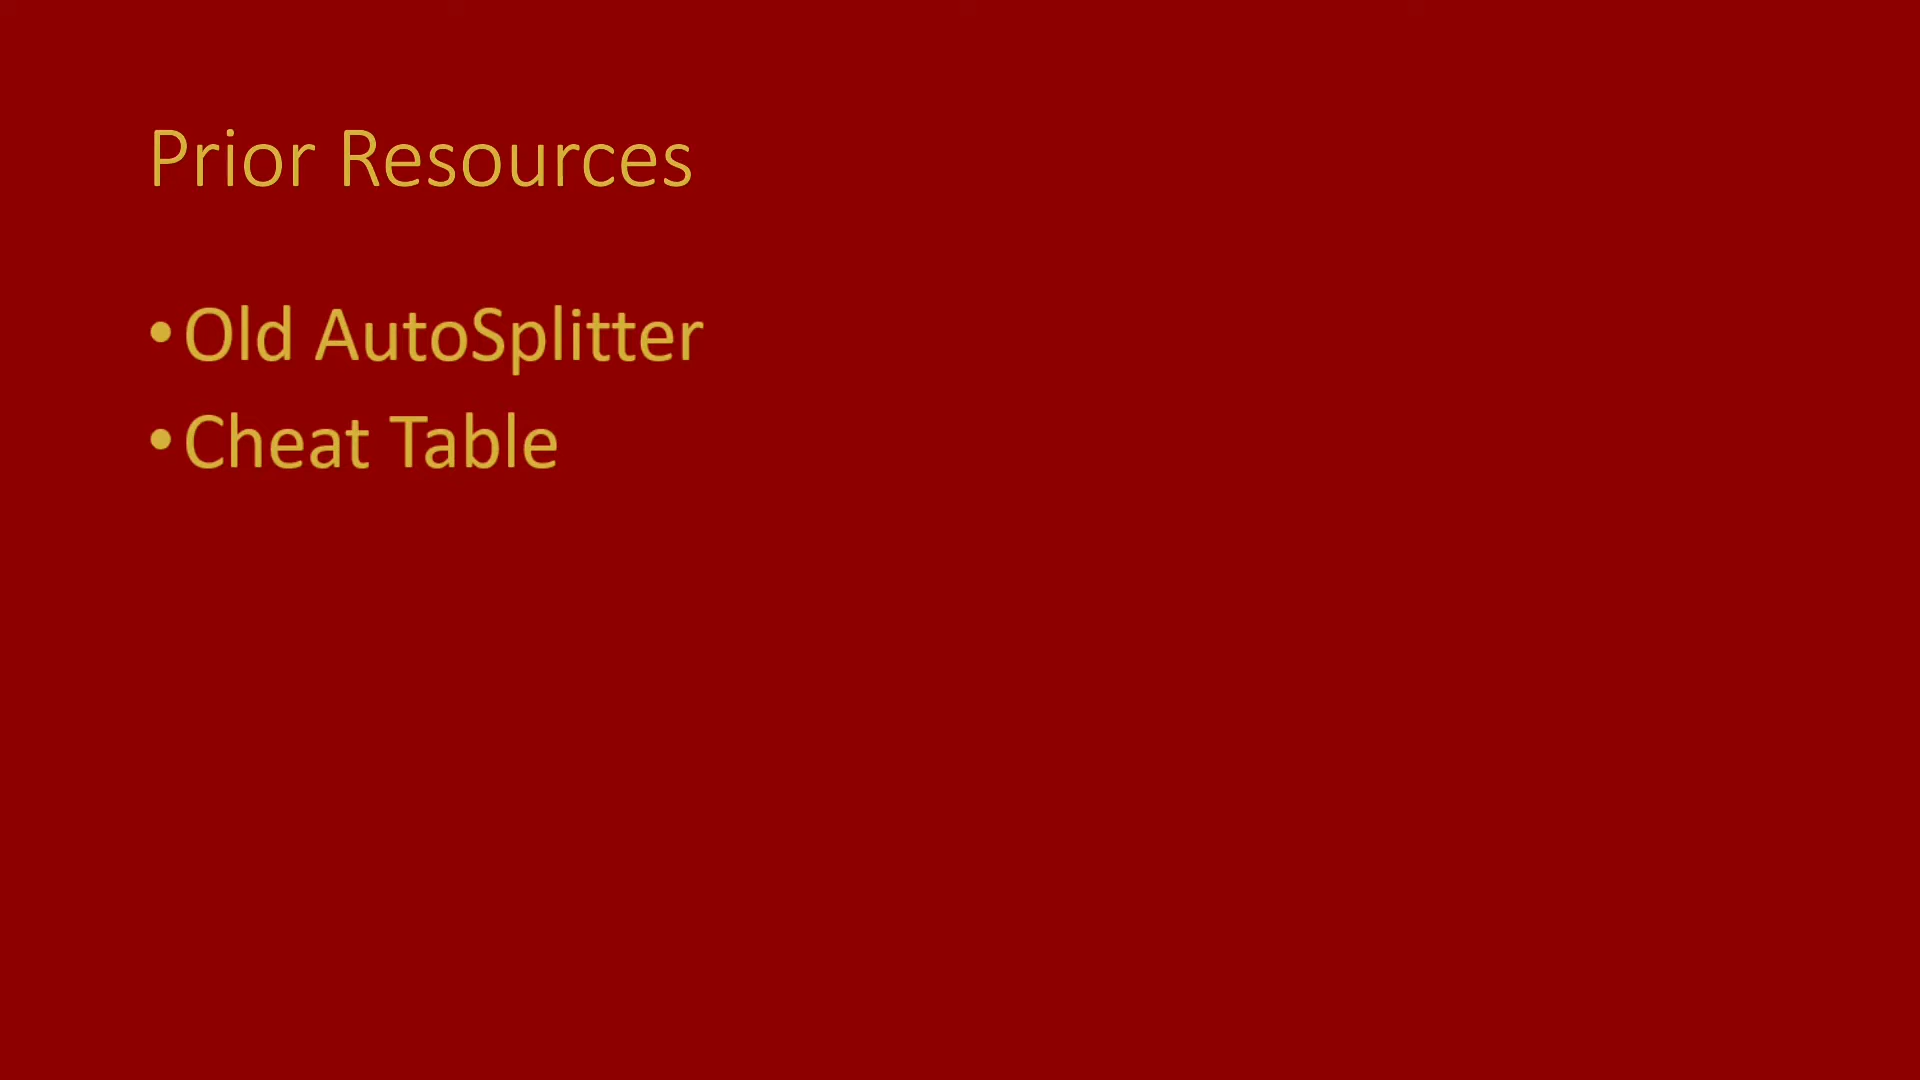 Prior Resources
• Old AutoSplitter
• Cheat Table